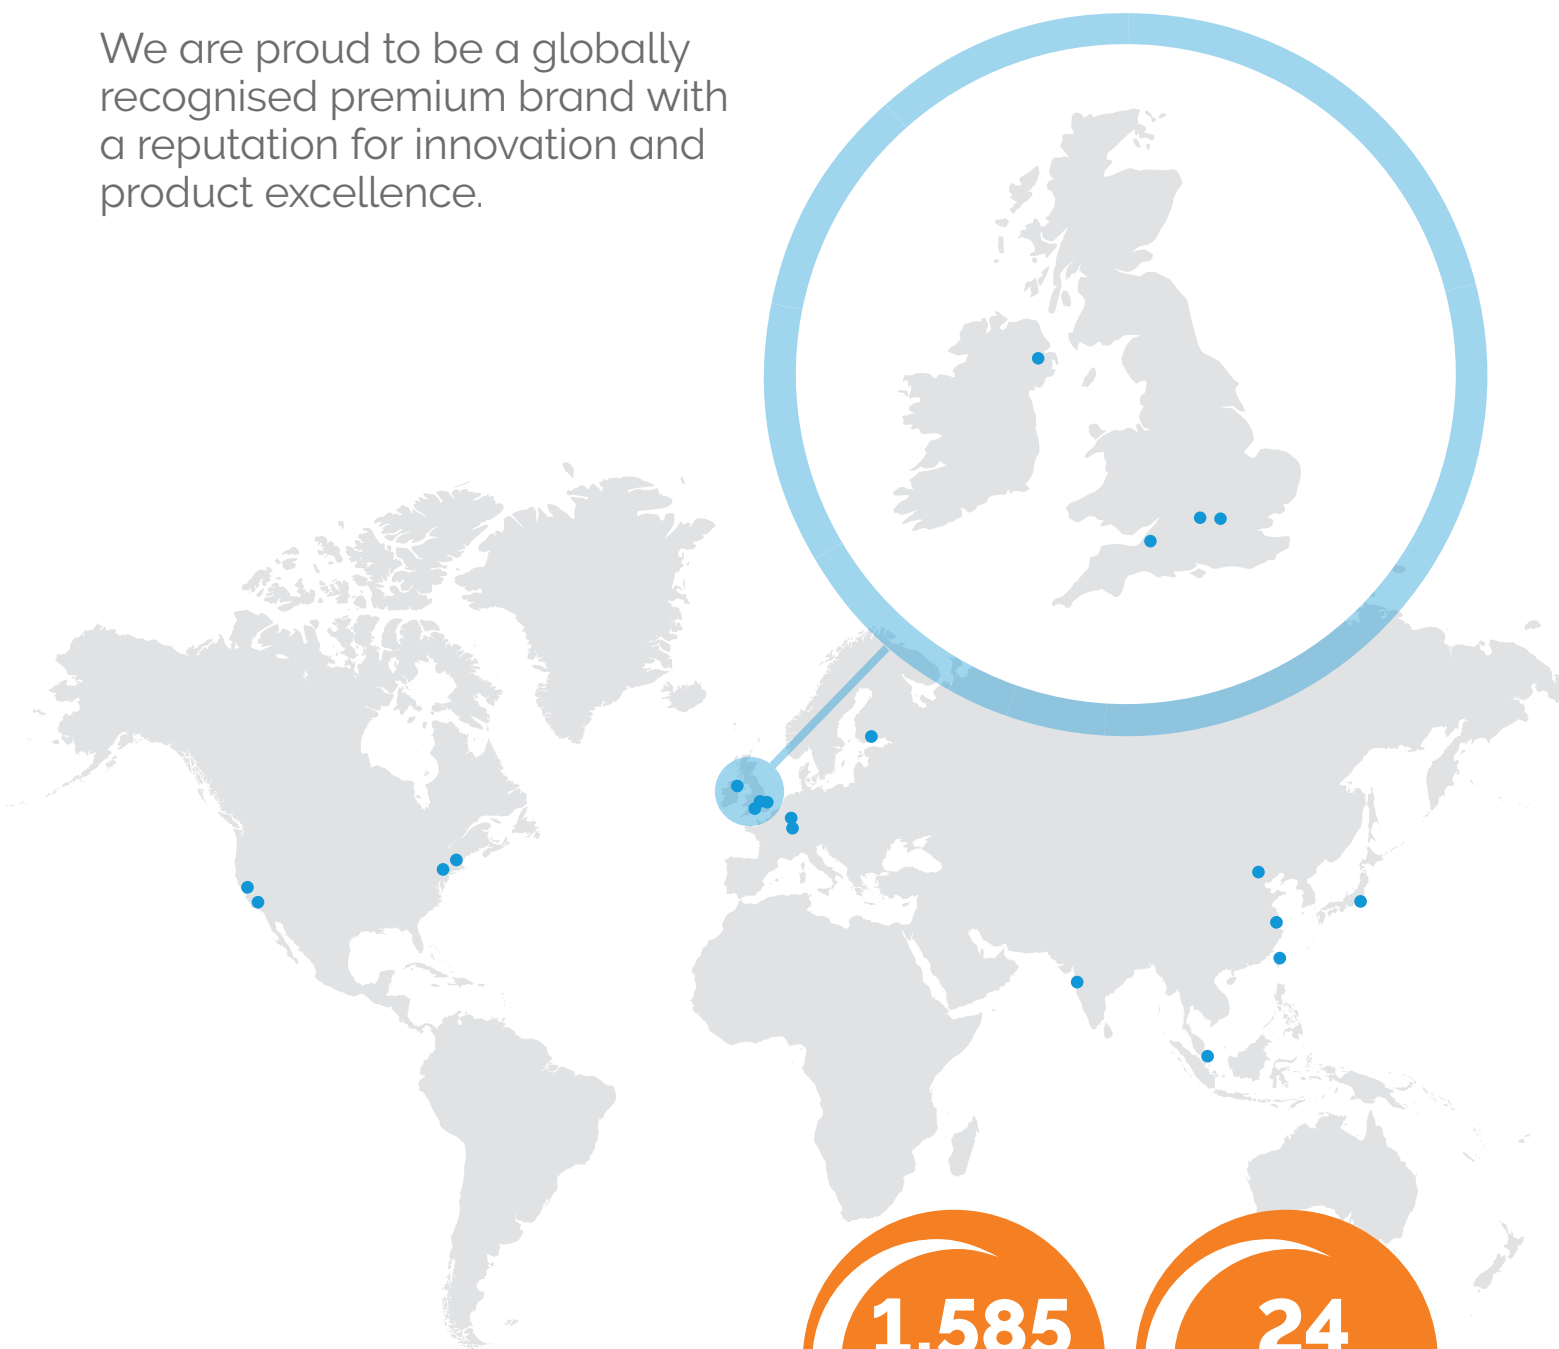 We are proud to be a globally
recognised premium brand with
a reputation for innovation and
product excellence.
1,585
24